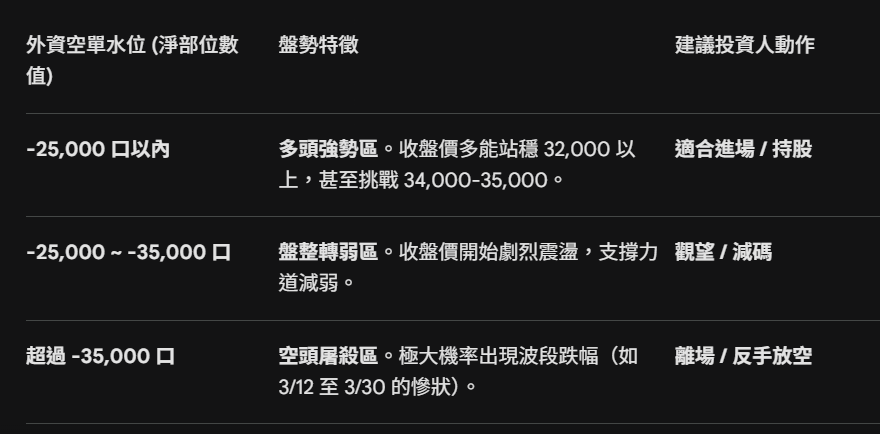 外資空單水位 (淨部位數
值)
盤勢特徵
建議投資人動作
-25,000 口以內
多頭強勢區。收盤價多能站穩 32,000 以
上，甚至挑戰 34,000-35,000。
適合進場 / 持股
-25,000 ~ -35,000 口
盤整轉弱區。收盤價開始劇烈震盪，支撐力
道減弱。
觀望 / 減碼
超過 -35,000 口
空頭屠殺區。極大機率出現波段跌幅（如
3/12 至 3/30 的慘狀）。
離場 / 反手放空